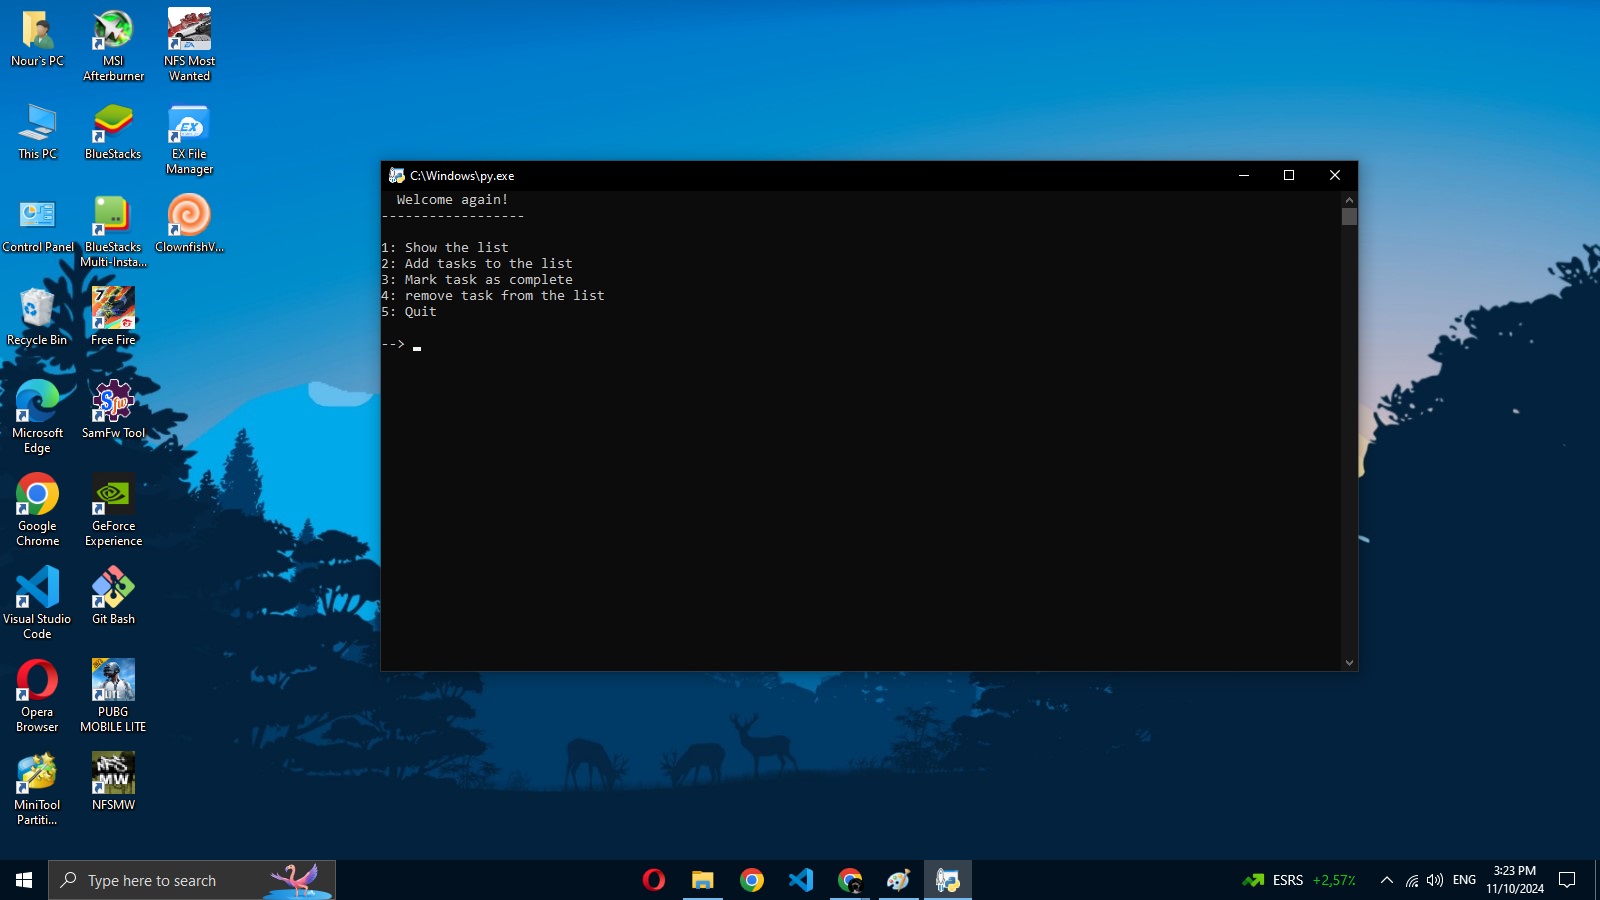 Nour`s PC
MSI
Afterburner
NFS Most
Wanted
This PC
BlueStacks
EX
EX File
Manager
Control Panel
BlueStacks
Multi-Insta...
ClownfishV...
Recycle Bin
Free Fire
Microsoft
Edge
SamFw Tool
Google
Chrome
GeForce
Experience
Visual Studio
Code
Git Bash
Opera
Browser
PUBG
MOBILE LITE
MiniTool
Partiti...
NFSMW
C:\Windows\py.exe
Welcome again!
------------------
1: Show the list
2: Add tasks to the list
3: Mark task as complete
4: remove task from the list
5: Quit
-->
Type here to search
ESRS +2,57%
ENG
3:23 PM
11/10/2024